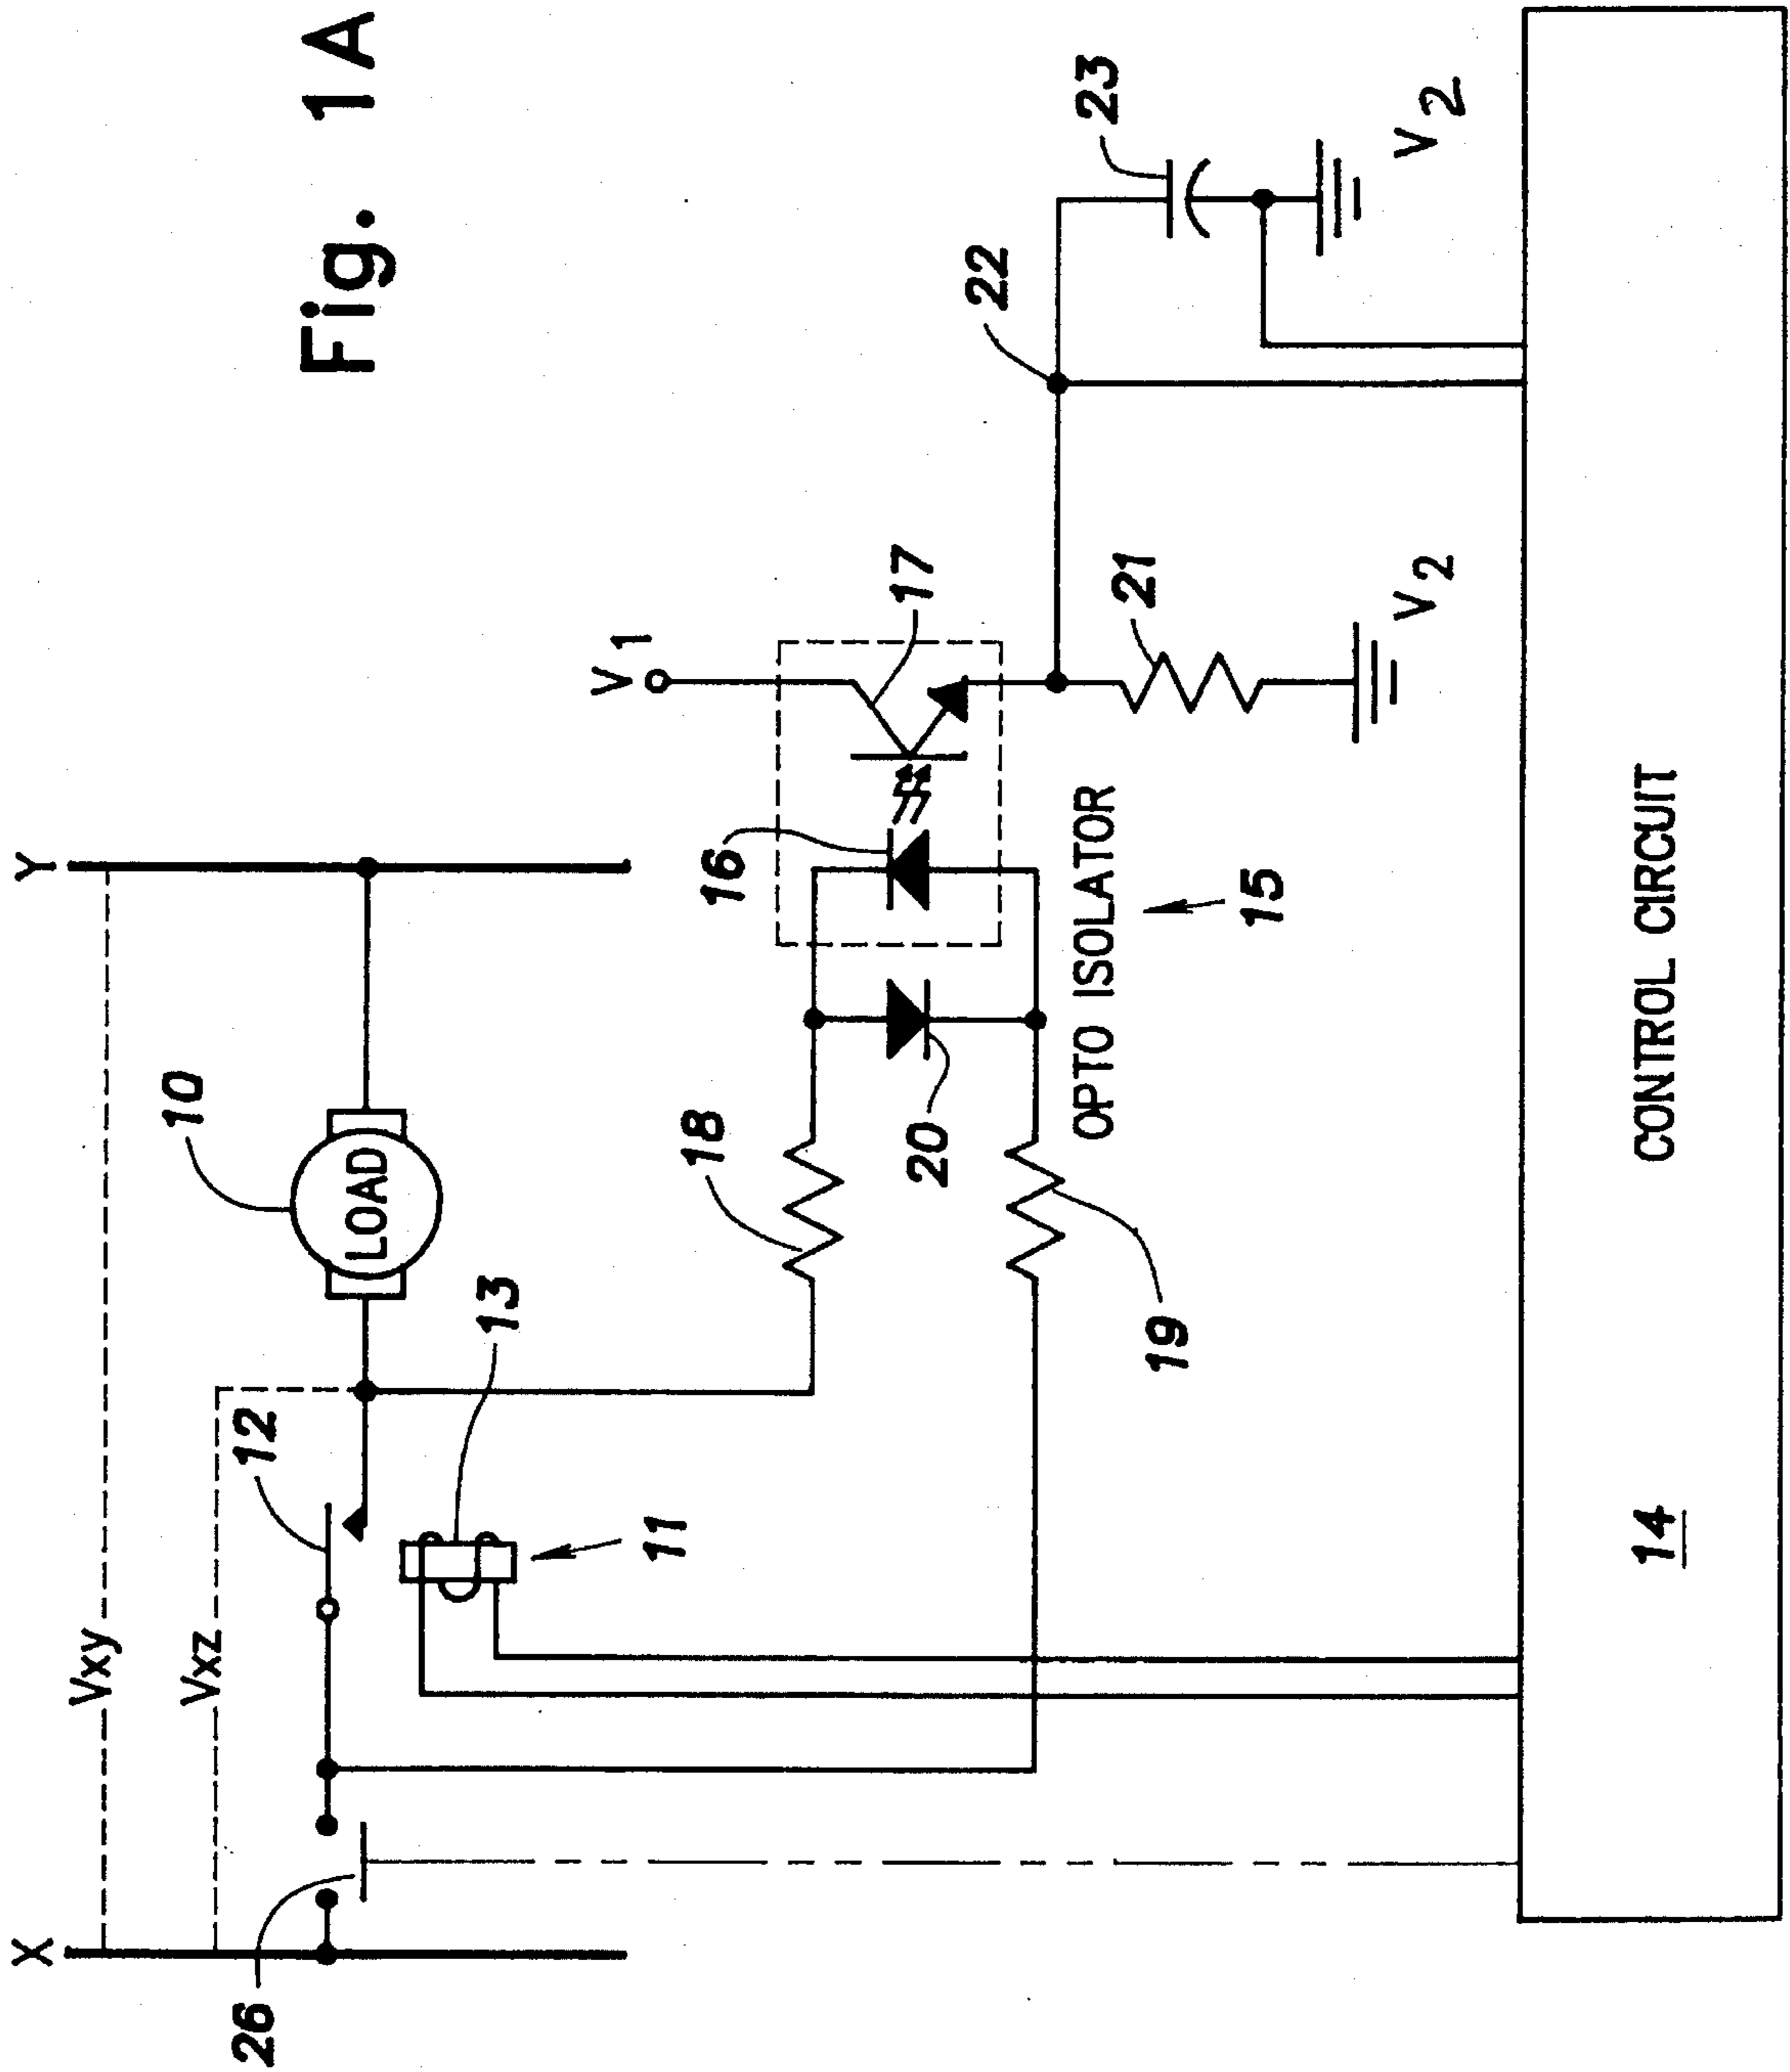 Fig. 1A
X
Y
Vxy
Vxz
26
12
10
LOAD
13
11
18
16
17
V1
20
19
OPTO ISOLATOR
15
21
V2
22
23
V2
14
CONTROL CIRCUIT